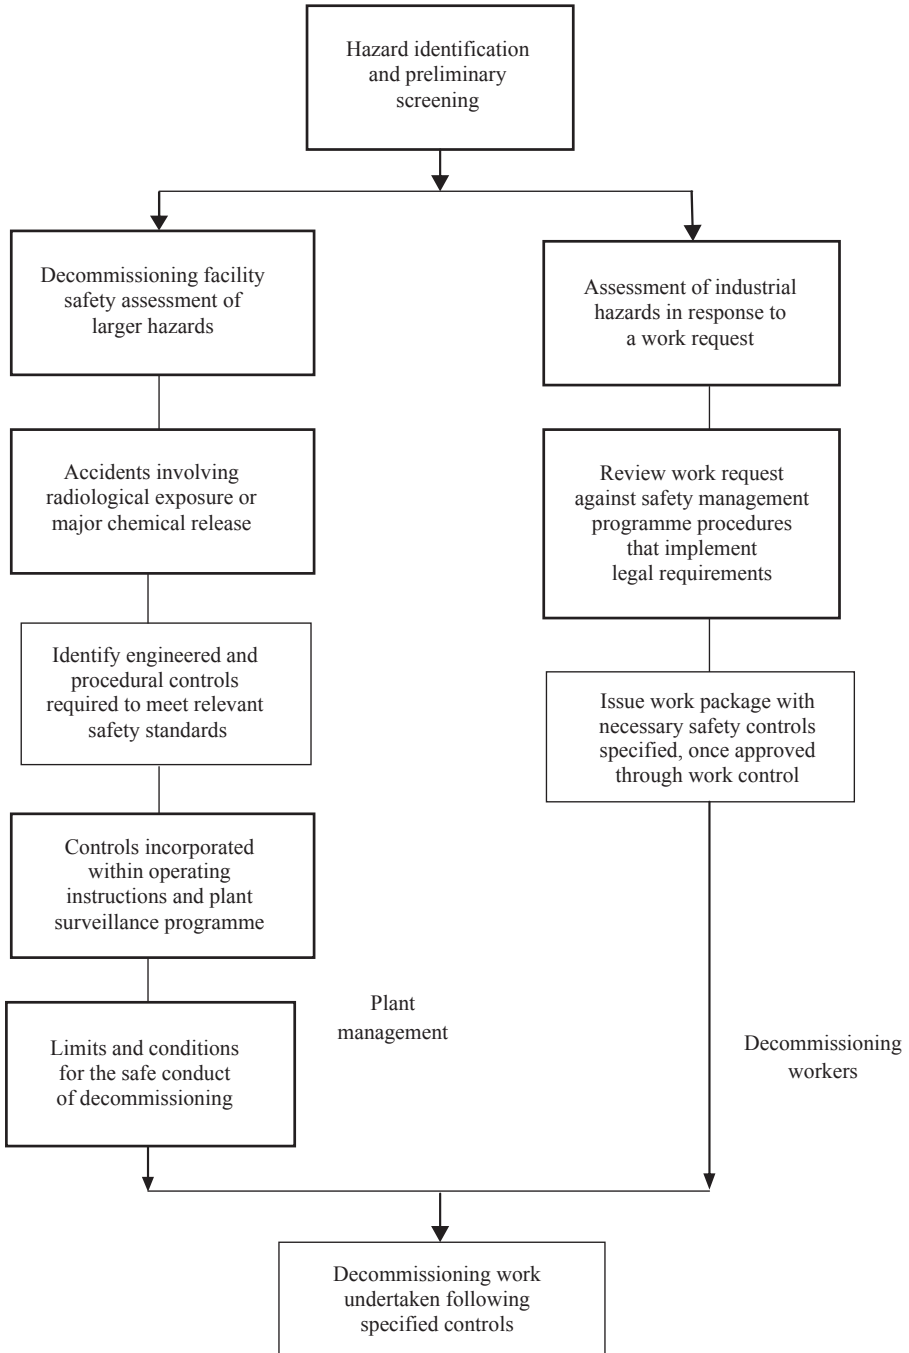 Hazard identification
and preliminary
screening
Decommissioning facility
safety assessment of
larger hazards
Assessment of industrial
hazards in response to
a work request
Accidents involving
radiological exposure or
major chemical release
Review work request
against safety management
programme procedures
that implement
legal requirements
Identify engineered and
procedural controls
required to meet relevant
safety standards
Issue work package with
necessary safety controls
specified, once approved
through work control
Controls incorporated
within operating
instructions and plant
surveillance programme
Plant
management
Limits and conditions
for the safe conduct
of decommissioning
Decommissioning
workers
Decommissioning work
undertaken following
specified controls